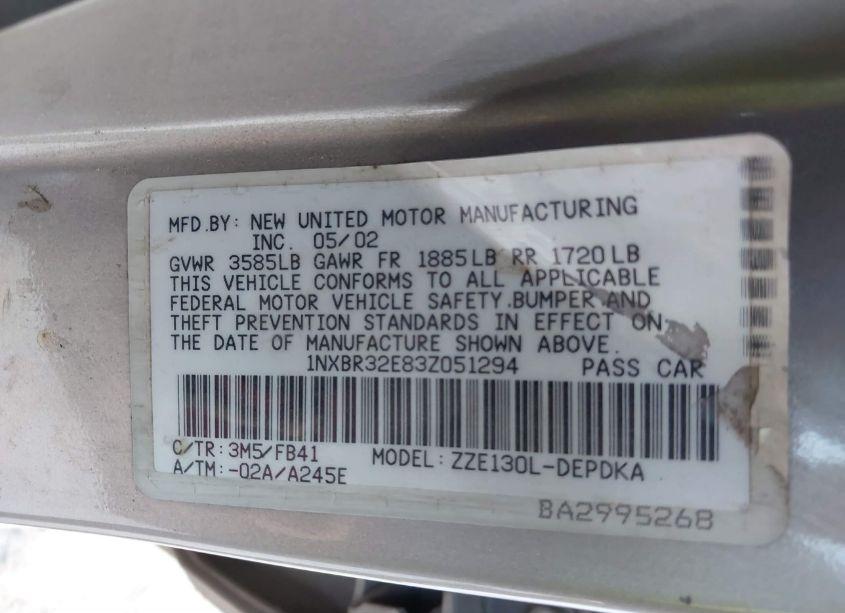 MFD.BY: NEW UNITED MOTOR MANUFACTURING
INC. 05/02
GVWR 3585LB GAWR FR 1885LB RR 1720LB
THIS VEHICLE CONFORMS TO ALL APPLICABLE
FEDERAL MOTOR VEHICLE SAFETY.BUMPER AND
THEFT PREVENTION STANDARDS IN EFFECT ON
THE DATE OF MANUFACTURE SHOWN ABOVE.
1NXBR32E83Z051294 PASS CAR
C/TR: 3M5/FB41 MODEL: ZZE130L-DEPDKA
A/TM: -02A/A245E
BA2995268